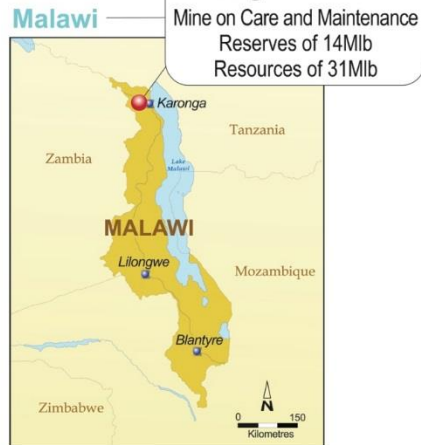 Malawi
Mine on Care and Maintenance
Reserves of 14Mlb
Resources of 31Mlb
Karonga
Tanzania
Zambia
Lake
Malawi
MALAWI
Lilongwe
Mozambique
Blantyre
Zimbabwe
N
0 150
Kilometres